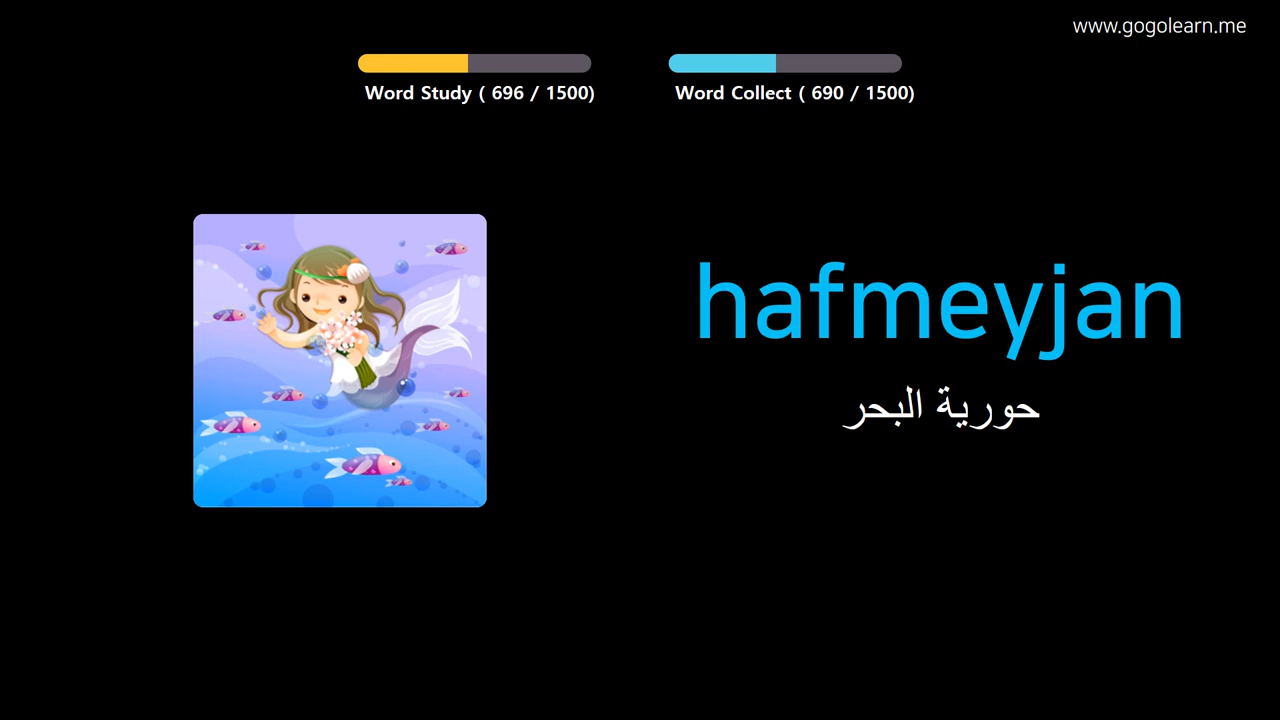 www.gogolearn.me
Word Study ( 696 / 1500)
Word Collect ( 690 / 1500)
hafmeyjan
حورية البحر